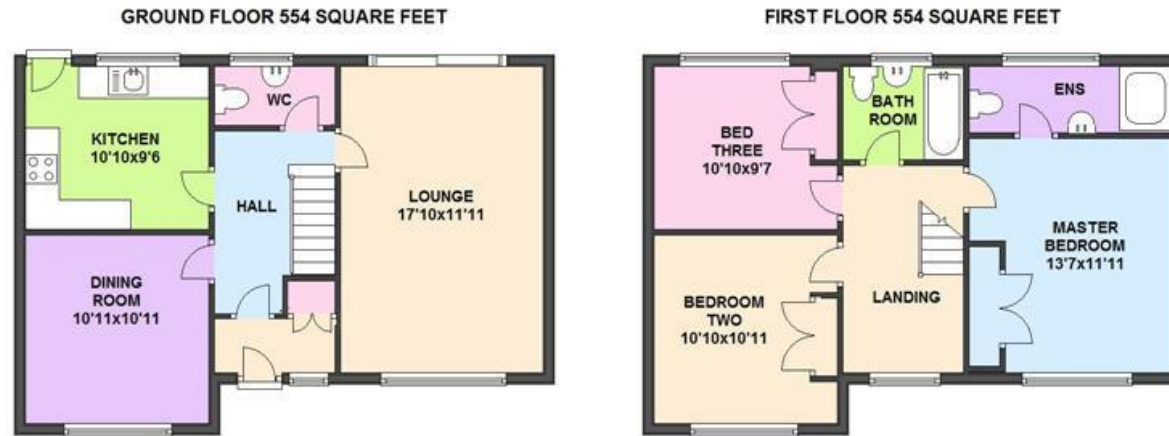 GROUND FLOOR 554 SQUARE FEET
KITCHEN
10'10x9'6
WC
HALL
LOUNGE
17'10x11'11
DINING
ROOM
10'11x10'11
FIRST FLOOR 554 SQUARE FEET
BED
THREE
10'10x9'7
BATH
ROOM
ENS
MASTER
BEDROOM
13'7x11'11
BEDROOM
TWO
10'10x10'11
LANDING